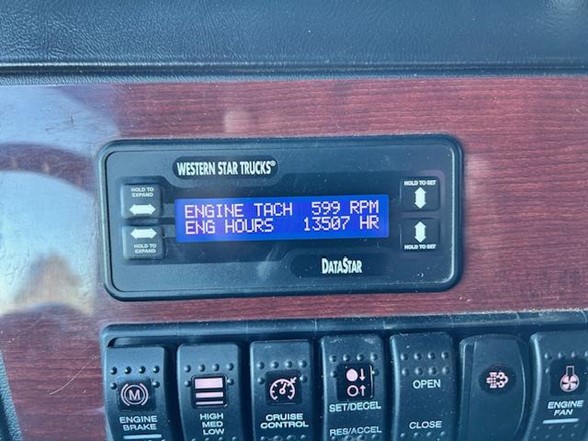 WESTERN STAR TRUCKS®
HOLD TO
EXPAND
HOLD TO SET
ENGINE TACH 599 RPM
ENG HOURS 13507 HR
HOLD TO
EXPAND
HOLD TO SET
DATASTAR
M
ENGINE
BRAKE
HIGH
MED
LOW
CRUISE
CONTROL
SET/DECEL
RES/ACCEL
OPEN
CLOSE
ENGINE
FAN